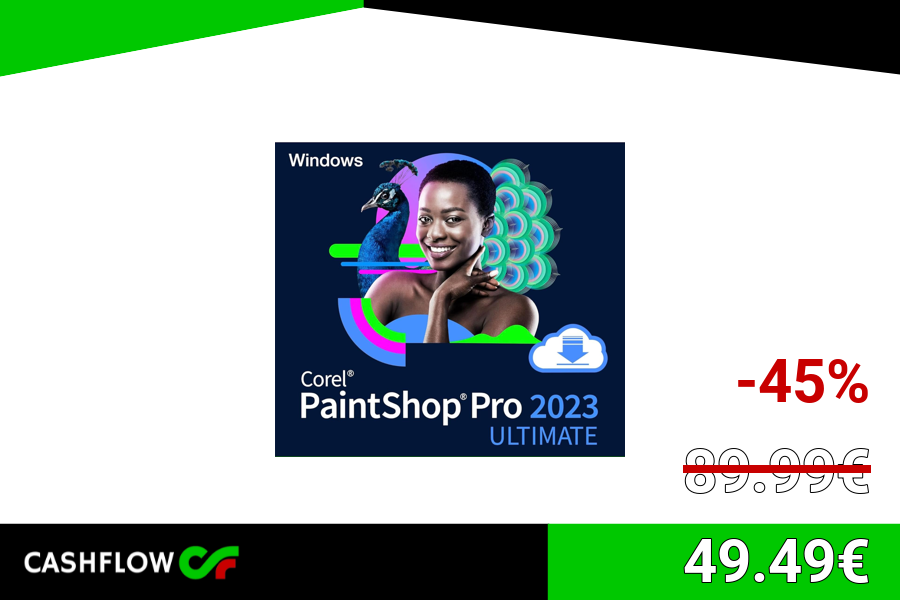 Windows
Corel®
PaintShop® Pro 2023
ULTIMATE
-45%
89.99€
CASHFLOW
49.49€